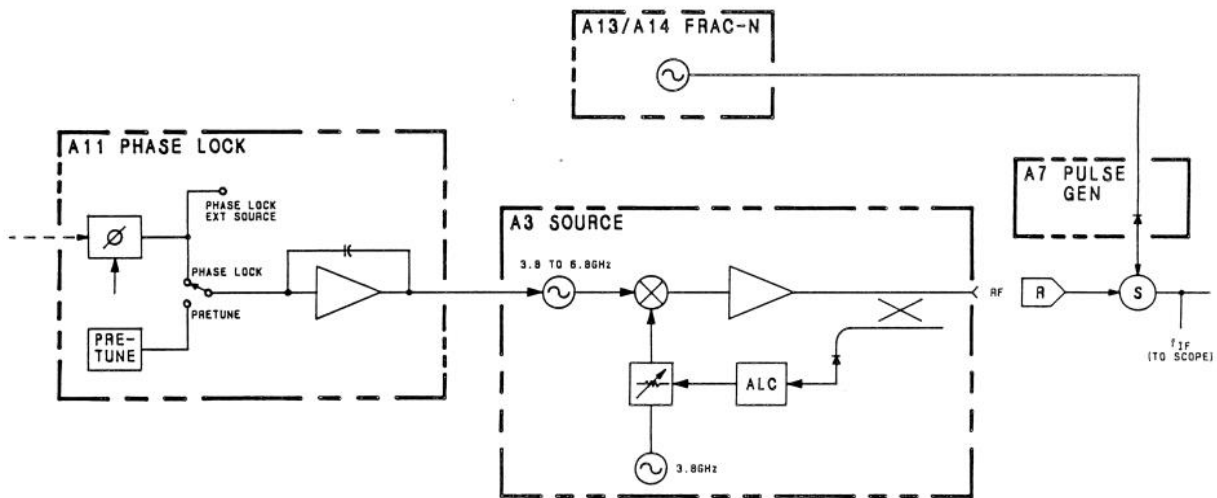 A13/A14 FRAC-N
A11 PHASE LOCK
PHASE LOCK
EXT SOURCE
Ø
PHASE LOCK
PRETUNE
PRE-
TUNE
A3 SOURCE
3.8 TO 6.8GHz
RF
ALC
3.8GHz
A7 PULSE
GEN
R
S
fIF
(TO SCOPE)